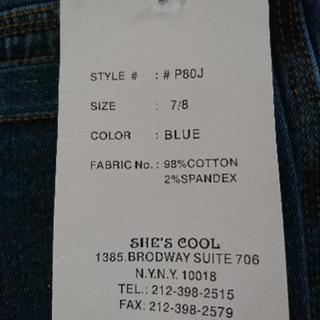 STYLE # : # P80J
SIZE : 7/8
COLOR : BLUE
FABRIC No. : 98%COTTON
2%SPANDEX
SHE'S COOL
1385.BRODWAY SUITE 706
N.Y.N.Y. 10018
TEL.: 212-398-2515
FAX: 212-398-2579